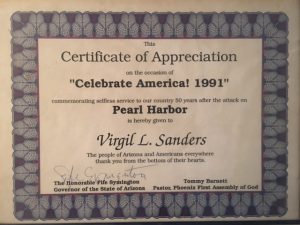 This
Certificate of Appreciation
on the occasion of
"Celebrate America! 1991"
commemorating selfless service to our country 50 years after the attack on
Pearl Harbor
is hereby given to
Virgil L. Sanders
The people of Arizona and Americans everywhere
thank you from the bottom of their hearts.
The Honorable Fife Symington Tommy Barnett
Governor of the State of Arizona Pastor, Phoenix First Assembly of God